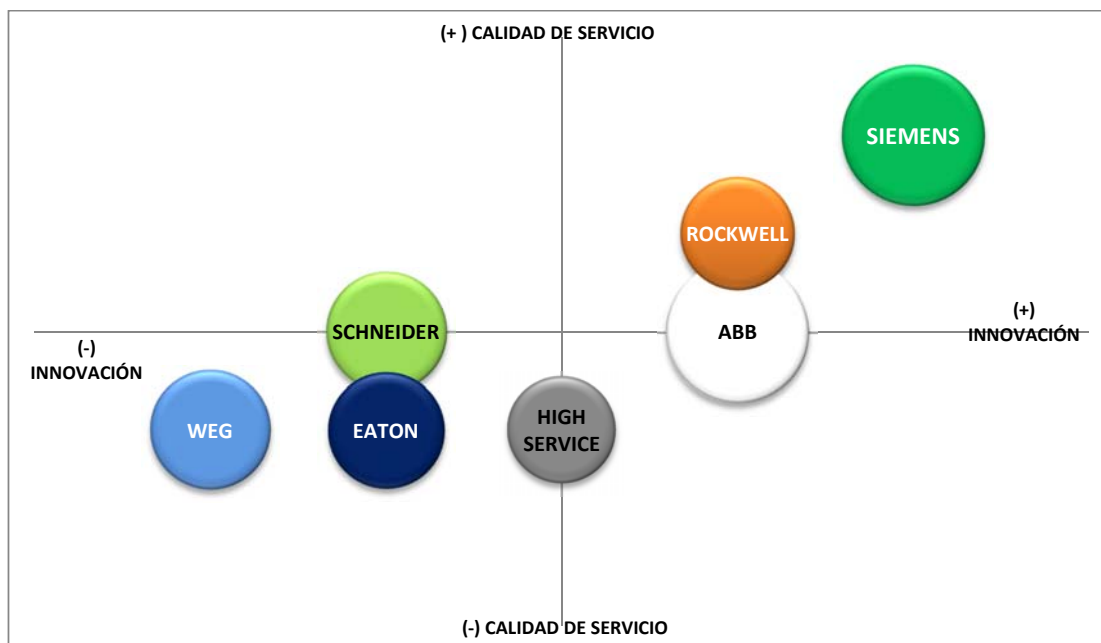 (+ ) CALIDAD DE SERVICIO
SIEMENS
ROCKWELL
SCHNEIDER
ABB
(+)
INNOVACIÓN
(-)
INNOVACIÓN
WEG
EATON
HIGH
SERVICE
(-) CALIDAD DE SERVICIO